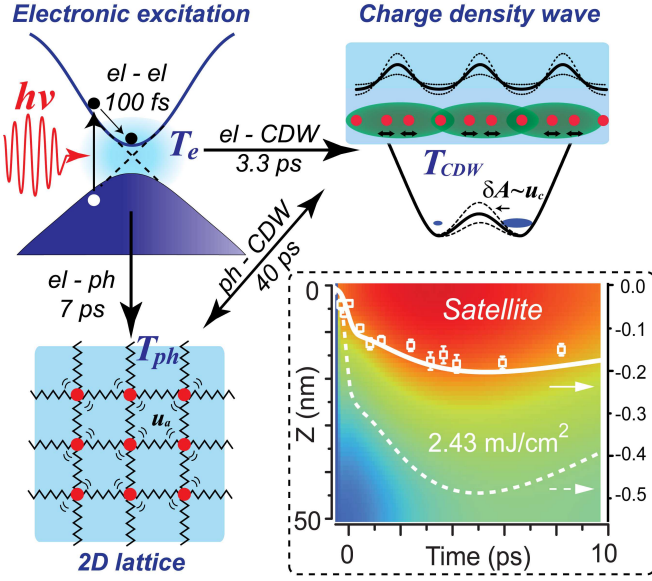 Electronic excitation
Charge density wave
hν
el - el
100 fs
T_e
el - CDW
3.3 ps
T_CDW
δA~u_c
ph - CDW
40 ps
el - ph
7 ps
T_ph
u_a
2D lattice
Satellite
2.43 mJ/cm²
0
50
Z (nm)
0.0
-0.1
-0.2
-0.3
-0.4
-0.5
0
Time (ps)
10